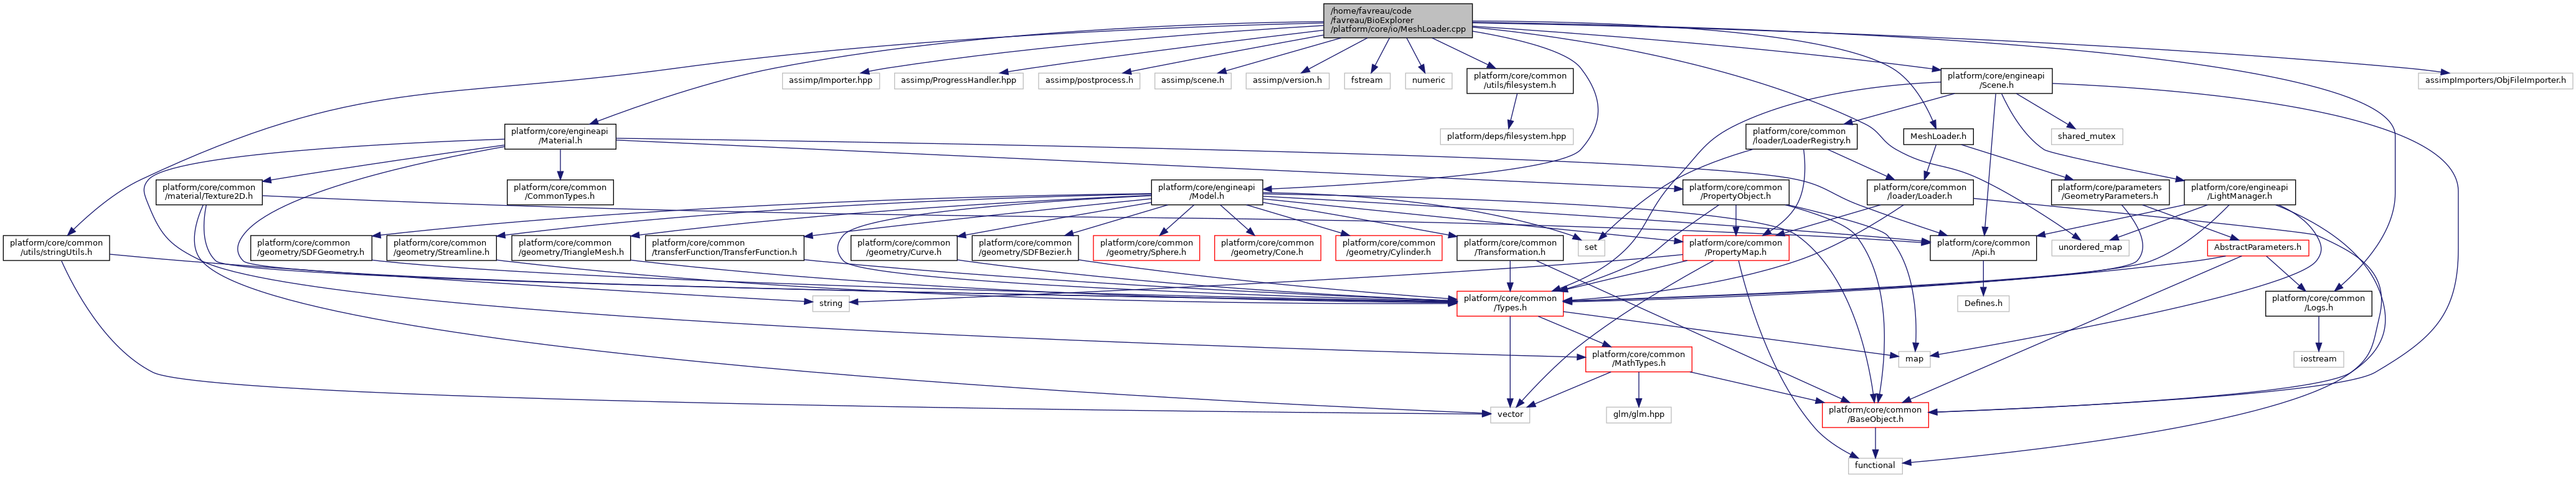 /home/favreau/code
/favreau/BioExplorer
/platform/core/io/MeshLoader.cpp
assimp/Importer.hpp
assimp/ProgressHandler.hpp
assimp/postprocess.h
assimp/scene.h
assimp/version.h
fstream
numeric
platform/core/common
/utils/filesystem.h
platform/core/engineapi
/Scene.h
assimpImporters/ObjFileImporter.h
platform/core/engineapi
/Material.h
platform/deps/filesystem.hpp
platform/core/common
/loader/LoaderRegistry.h
MeshLoader.h
shared_mutex
platform/core/common
/material/Texture2D.h
platform/core/common
/CommonTypes.h
platform/core/engineapi
/Model.h
platform/core/common
/PropertyObject.h
platform/core/common
/loader/Loader.h
platform/core/parameters
/GeometryParameters.h
platform/core/engineapi
/LightManager.h
platform/core/common
/utils/stringUtils.h
platform/core/common
/geometry/SDFGeometry.h
platform/core/common
/geometry/Streamline.h
platform/core/common
/geometry/TriangleMesh.h
platform/core/common
/transferFunction/TransferFunction.h
platform/core/common
/geometry/Curve.h
platform/core/common
/geometry/SDFBezier.h
platform/core/common
/geometry/Sphere.h
platform/core/common
/geometry/Cone.h
platform/core/common
/geometry/Cylinder.h
platform/core/common
/Transformation.h
set
platform/core/common
/PropertyMap.h
platform/core/common
/Api.h
unordered_map
AbstractParameters.h
string
platform/core/common
/Types.h
Defines.h
platform/core/common
/Logs.h
platform/core/common
/MathTypes.h
map
iostream
vector
glm/glm.hpp
platform/core/common
/BaseObject.h
functional